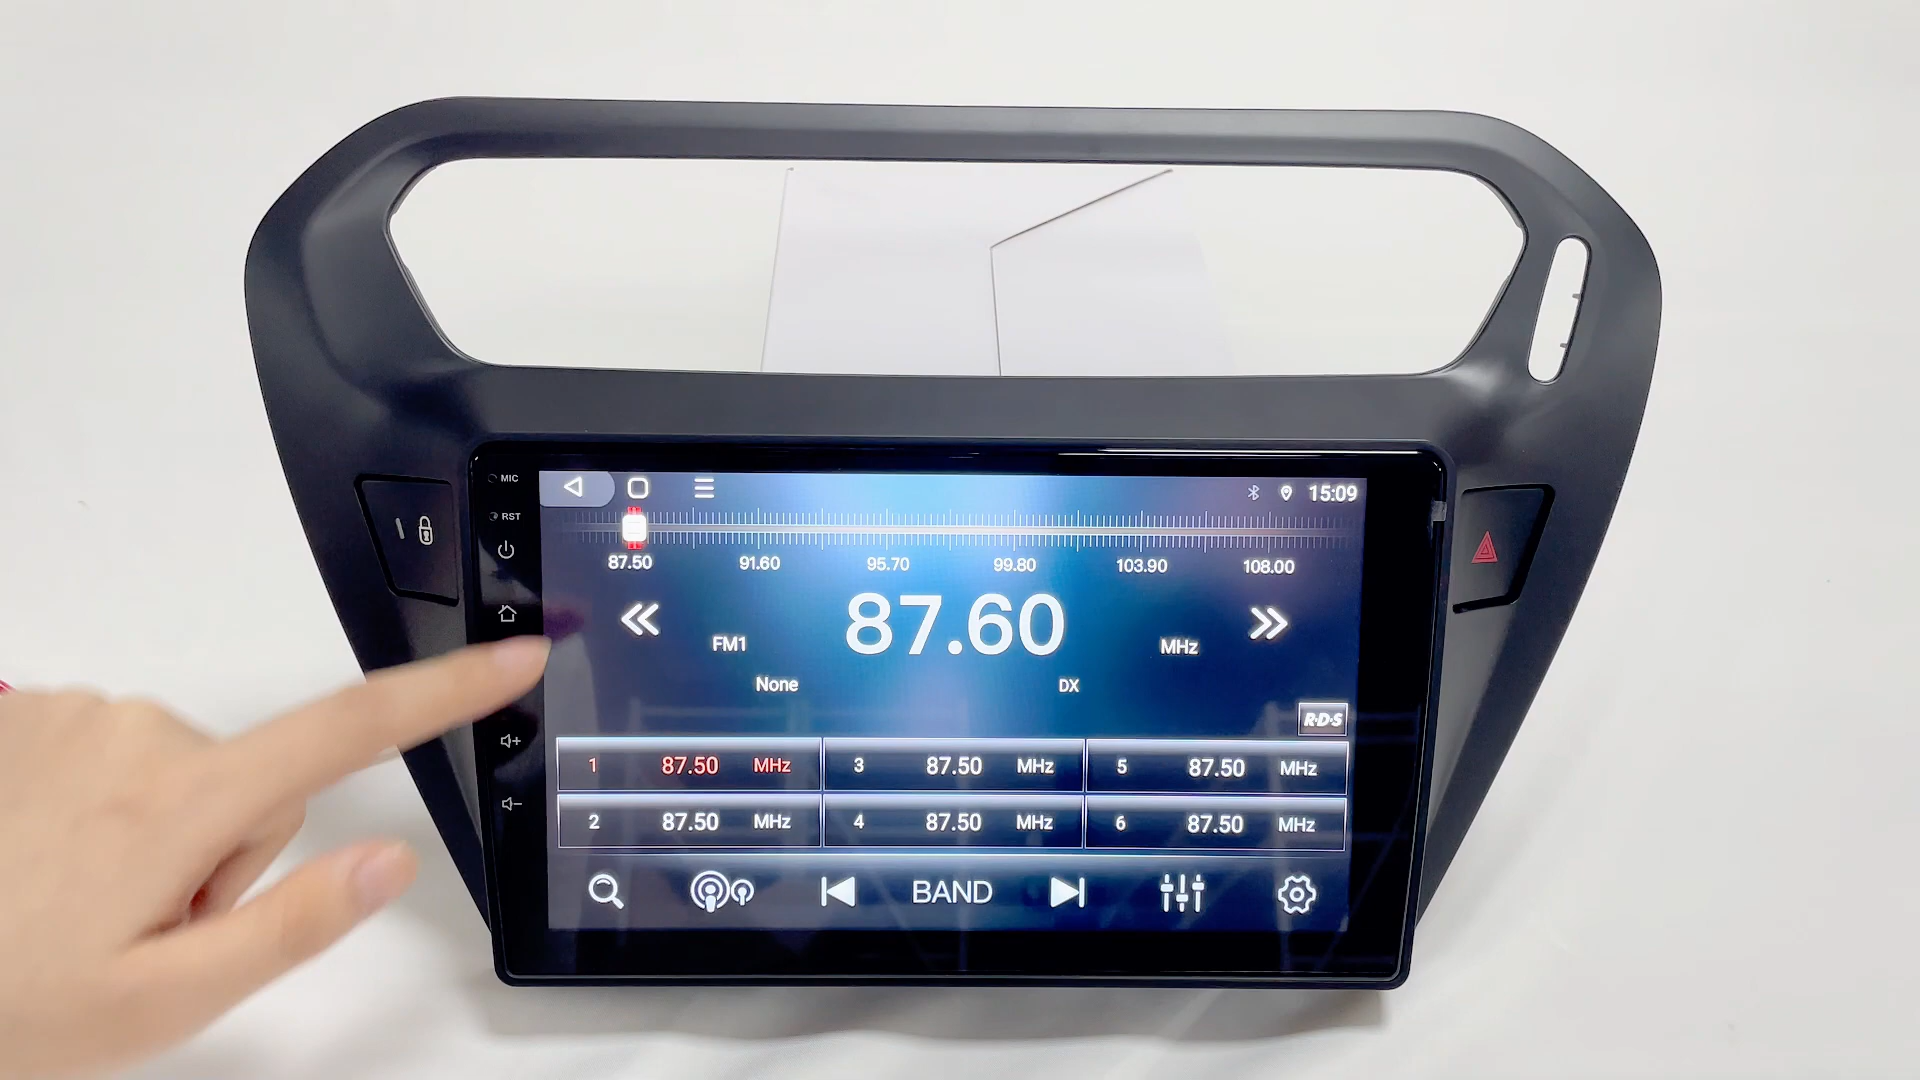 MIC
15:09
RST
87.50 91.60 95.70 99.80 103.90 108.00
87.60
FM1 MHz
None DX
R·D·S
1 87.50 MHz 3 87.50 MHz 5 87.50 MHz
2 87.50 MHz 4 87.50 MHz 6 87.50 MHz
BAND